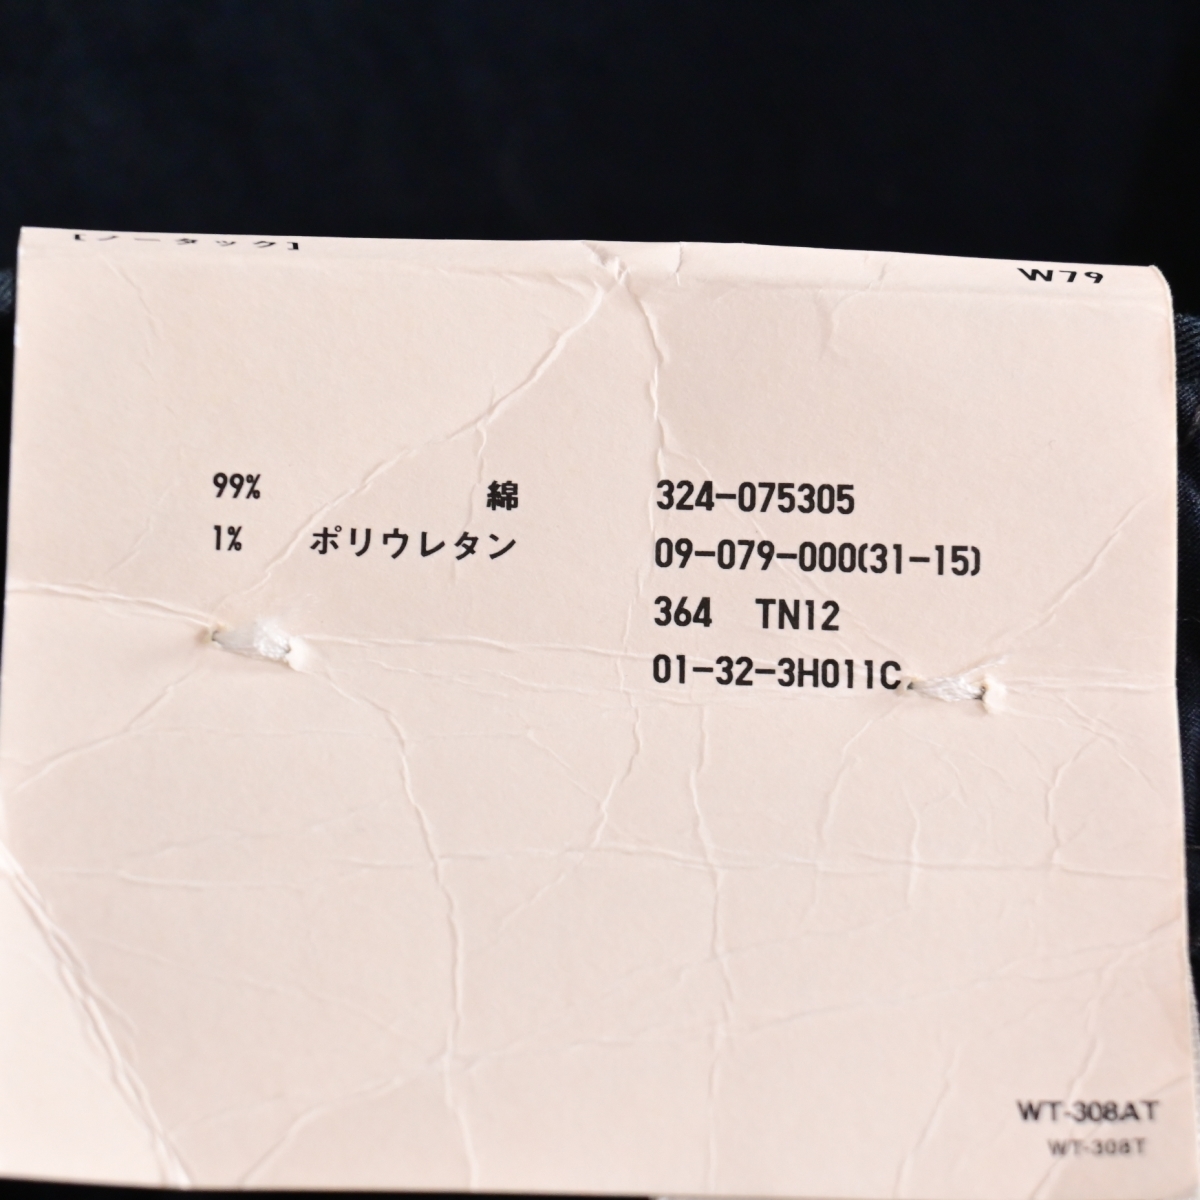 [ノータック]
W79
99% 綿
1% ポリウレタン
324-075305
09-079-000(31-15)
364 TN12
01-32-3H011C
WT-308AT
WT-308T